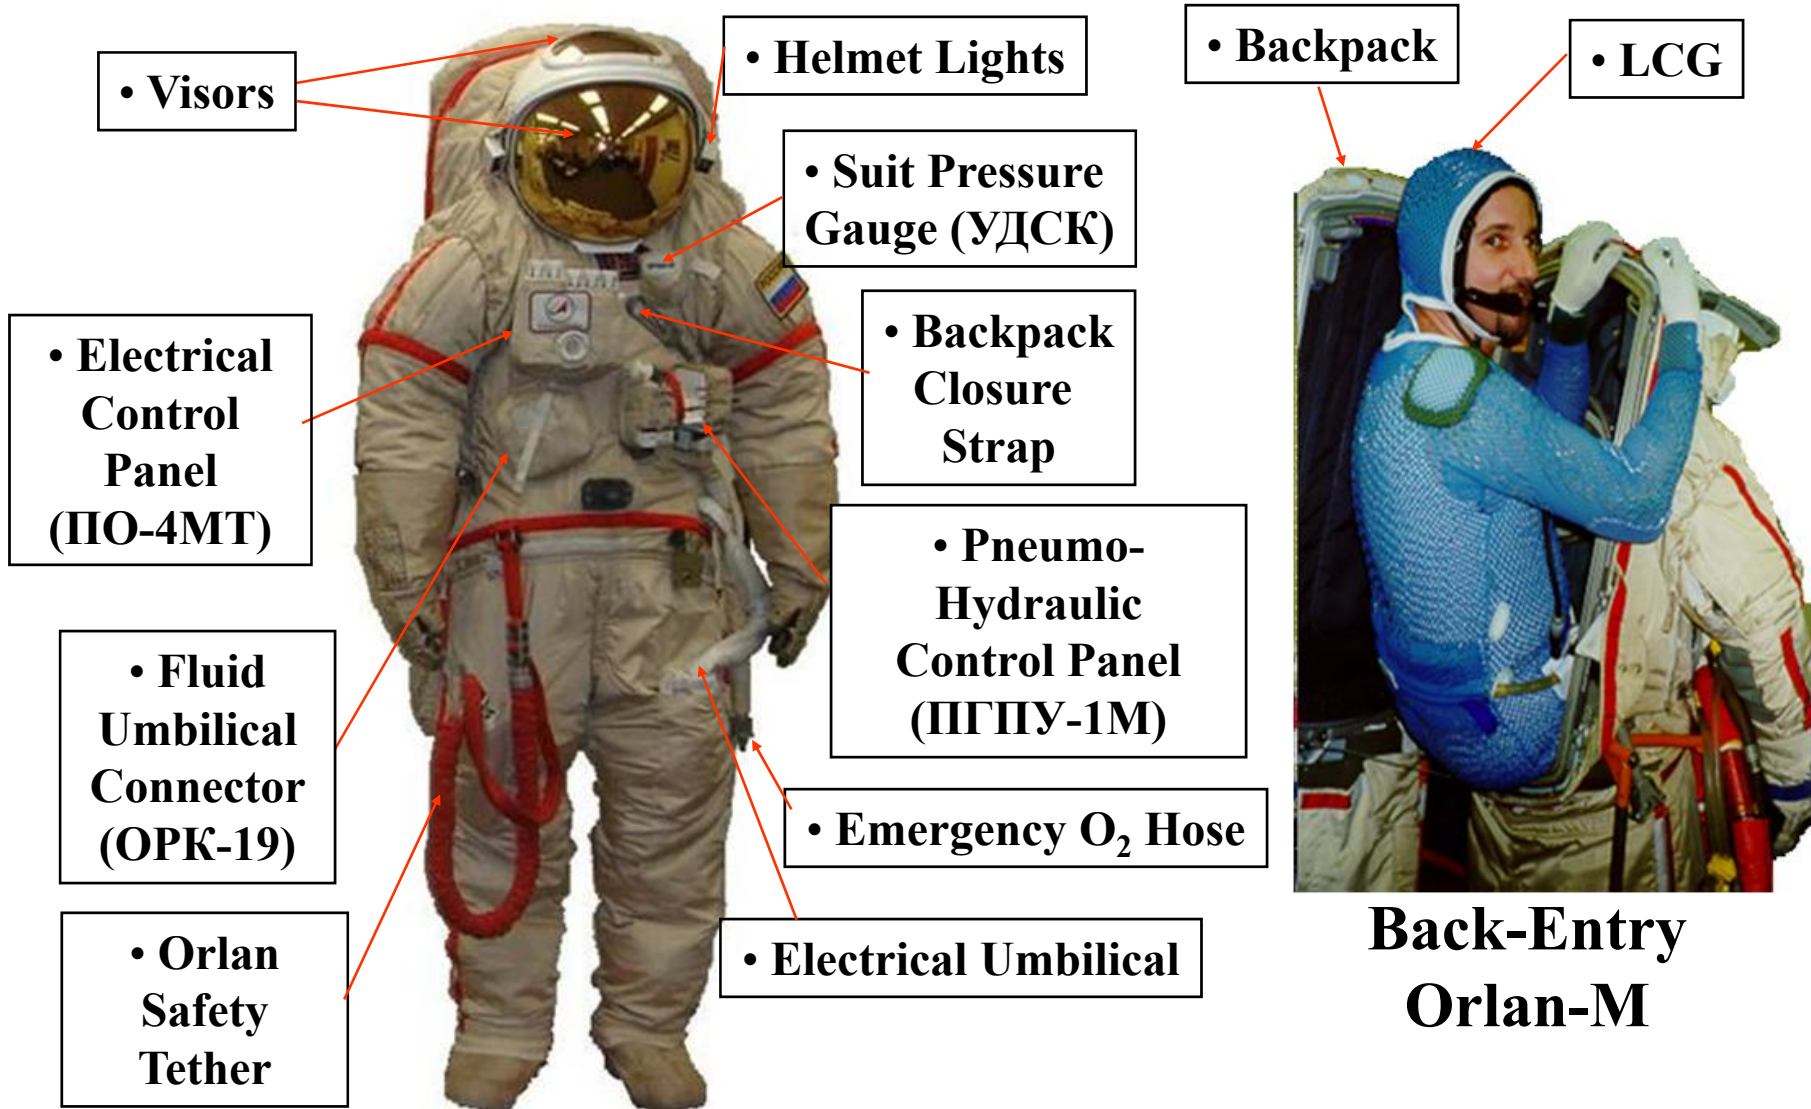 • Visors
• Helmet Lights
• Backpack
• LCG
• Suit Pressure
Gauge (УДСК)
• Electrical
Control
Panel
(ПО-4МТ)
• Backpack
Closure
Strap
• Pneumo-
Hydraulic
Control Panel
(ПГПУ-1М)
• Fluid
Umbilical
Connector
(ОРК-19)
• Emergency O₂ Hose
• Orlan
Safety
Tether
• Electrical Umbilical
Back-Entry
Orlan-M